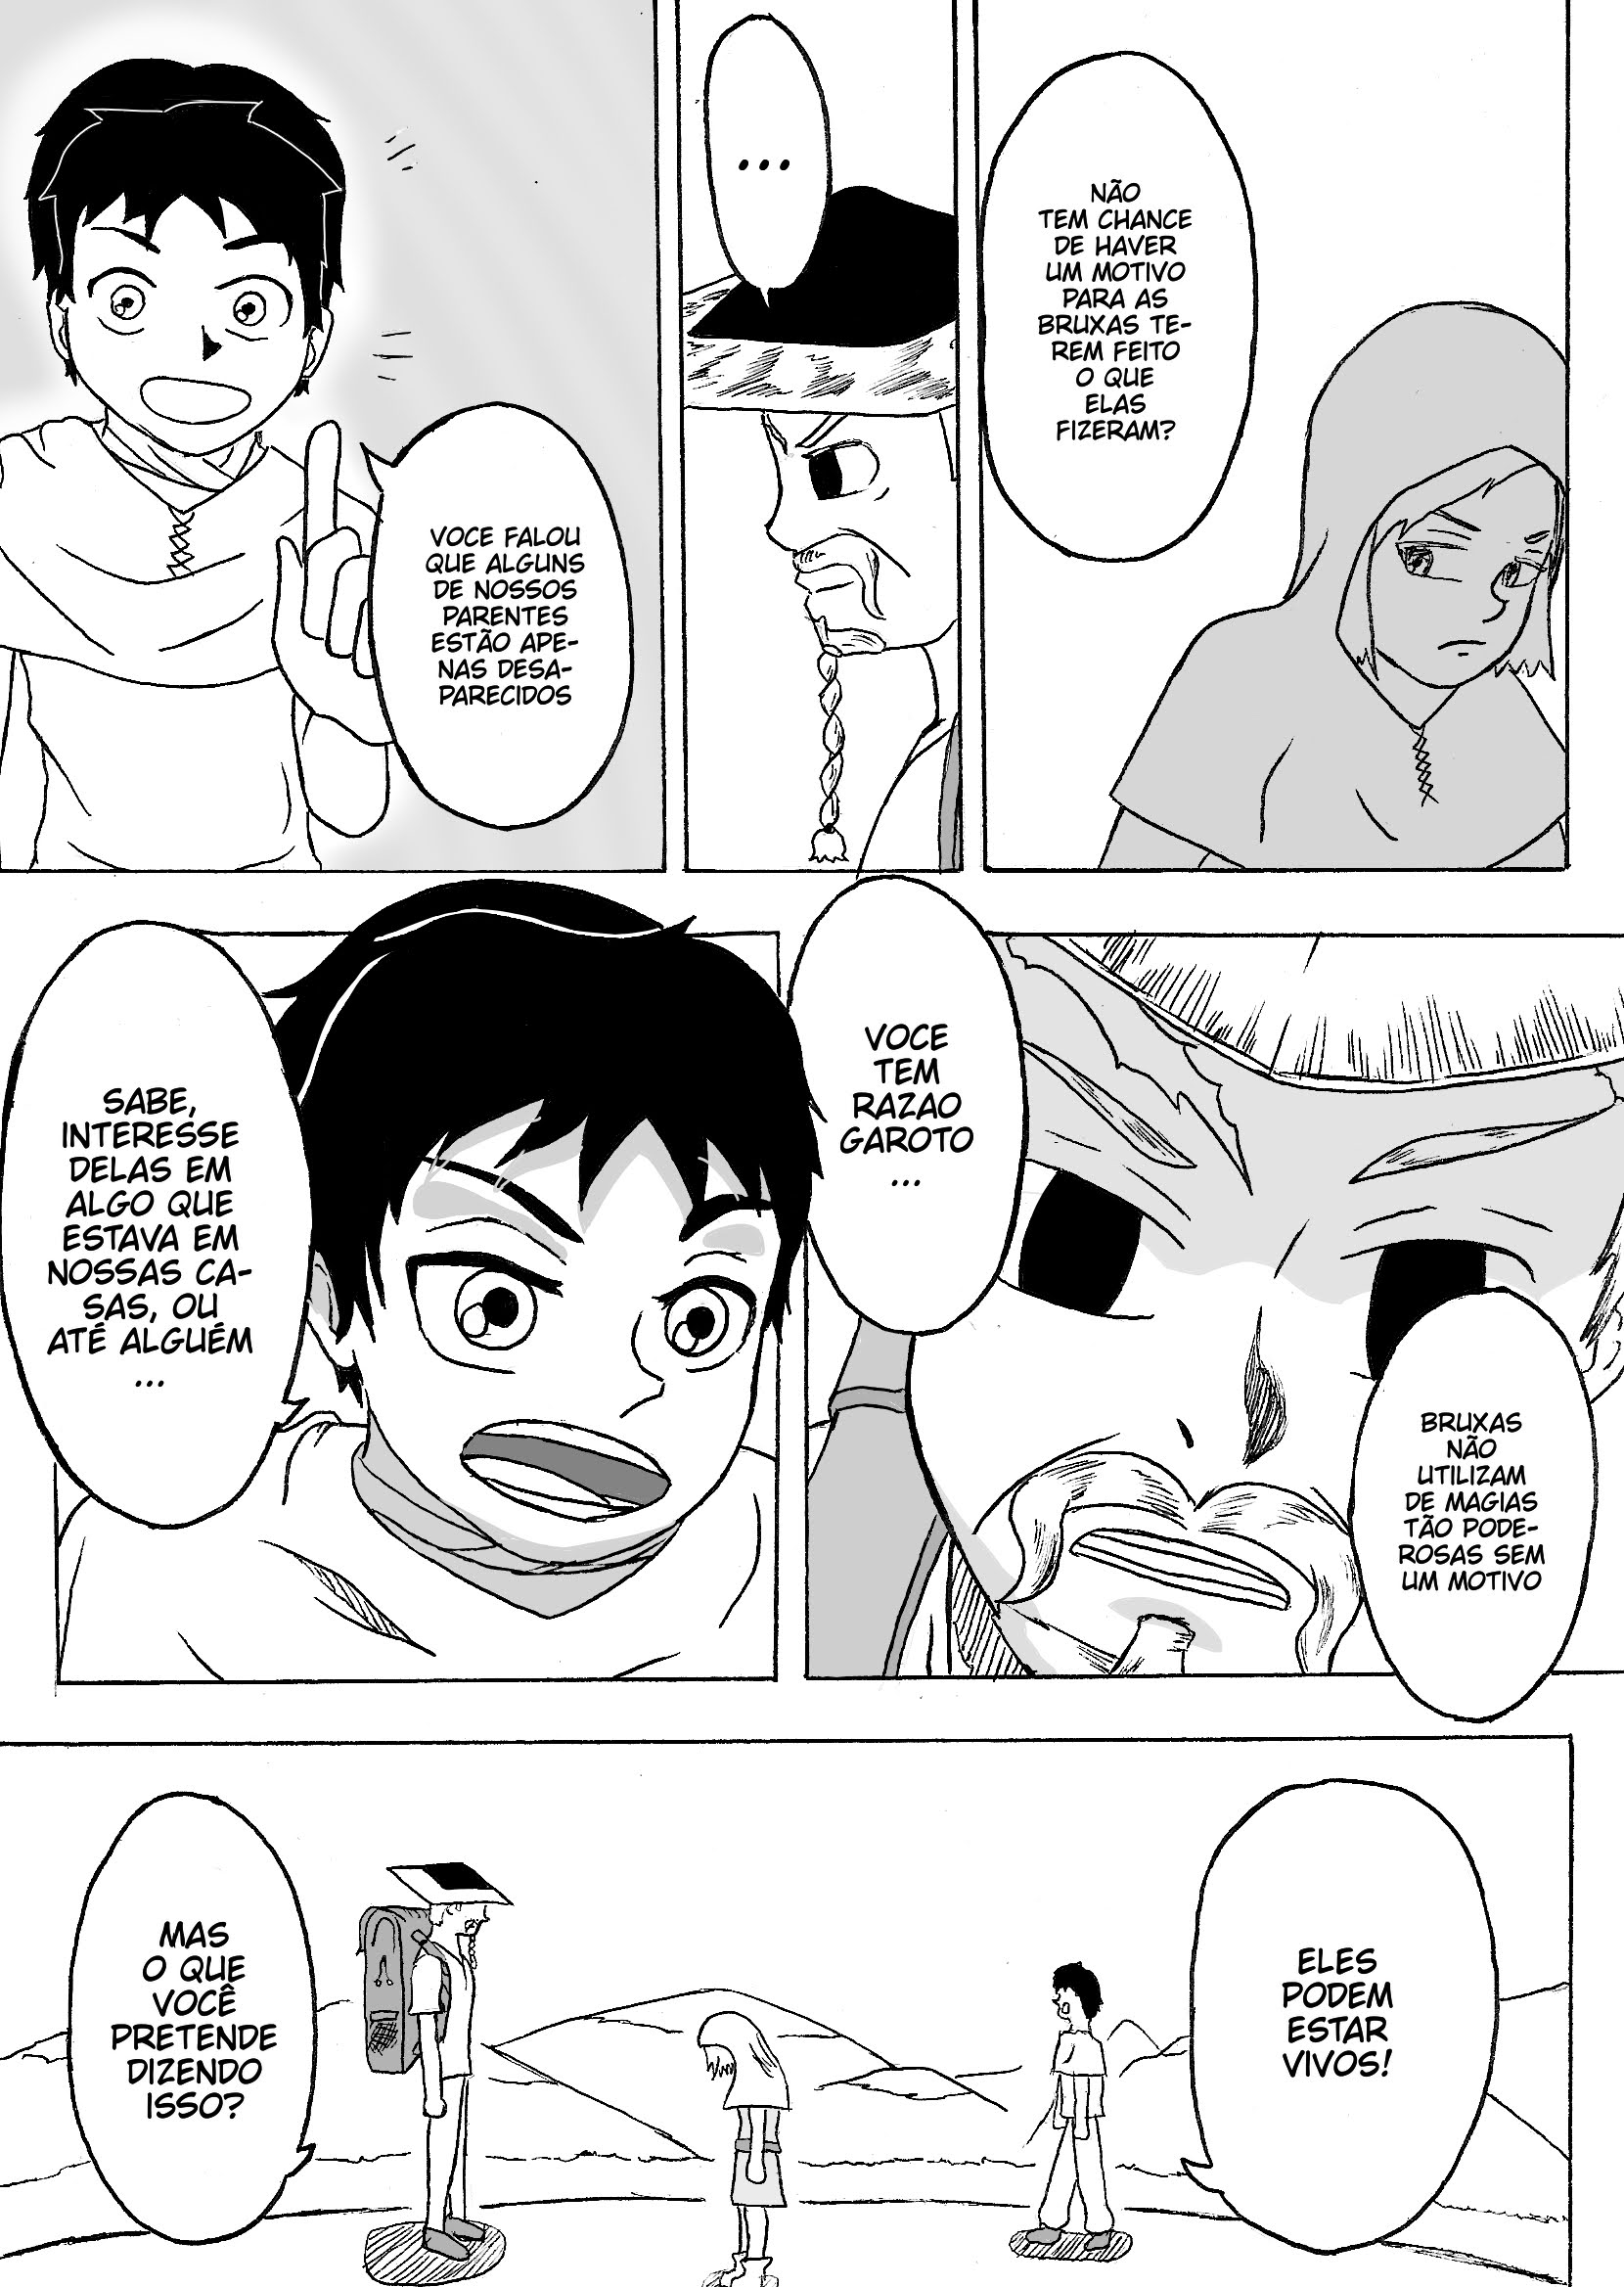 NÃO
TEM CHANCE
DE HAVER
UM MOTIVO
PARA AS
BRUXAS TE-
REM FEITO
O QUE
ELAS
FIZERAM?
...
VOCE FALOU
QUE ALGUNS
DE NOSSOS
PARENTES
ESTÃO APE-
NAS DESA-
PARECIDOS
VOCE
TEM
RAZAO
GAROTO
...
BRUXAS
NÃO
UTILIZAM
DE MAGIAS
TÃO PODE-
ROSAS SEM
UM MOTIVO
SABE,
INTERESSE
DELAS EM
ALGO QUE
ESTAVA EM
NOSSAS CA-
SAS, OU
ATÉ ALGUÉM
...
ELES
PODEM
ESTAR
VIVOS!
MAS
O QUE
VOCÊ
PRETENDE
DIZENDO
ISSO?